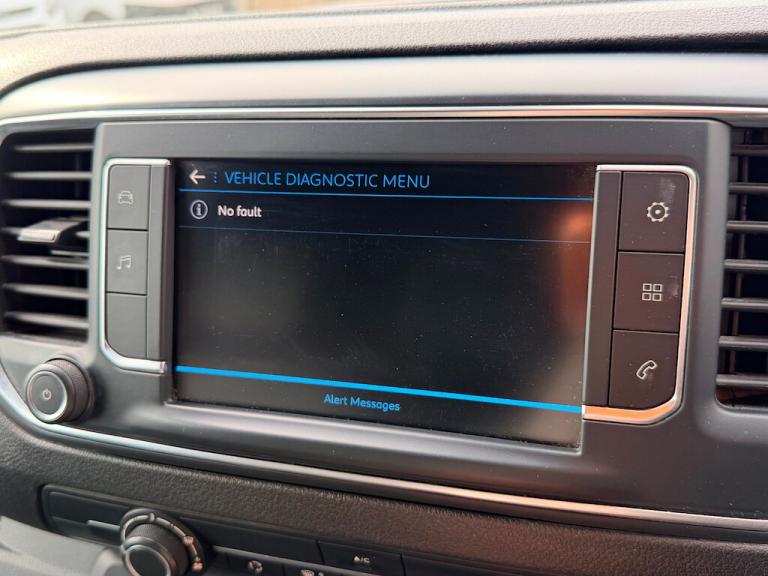 VEHICLE DIAGNOSTIC MENU
No fault
Alert Messages
A/C